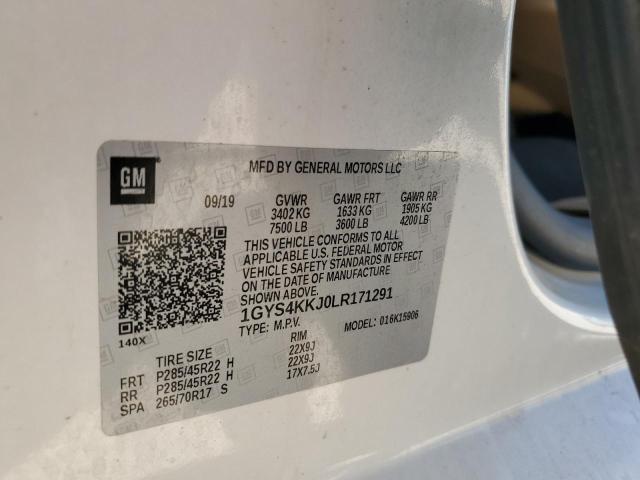 GM
MFD BY GENERAL MOTORS LLC
09/19 GVWR GAWR FRT GAWR RR
3402 KG 1633 KG 1905 KG
7500 LB 3600 LB 4200 LB
THIS VEHICLE CONFORMS TO ALL
APPLICABLE U.S. FEDERAL MOTOR
VEHICLE SAFETY STANDARDS IN EFFECT
ON THE DATE OF MANUFACTURE
SHOWN ABOVE.
1GYS4KKJ0LR171291
TYPE: M.P.V. MODEL: 016K15906
140X
TIRE SIZE RIM
FRT P285/45R22 H 22X9J
RR P285/45R22 H 22X9J
SPA 265/70R17 S 17X7.5J